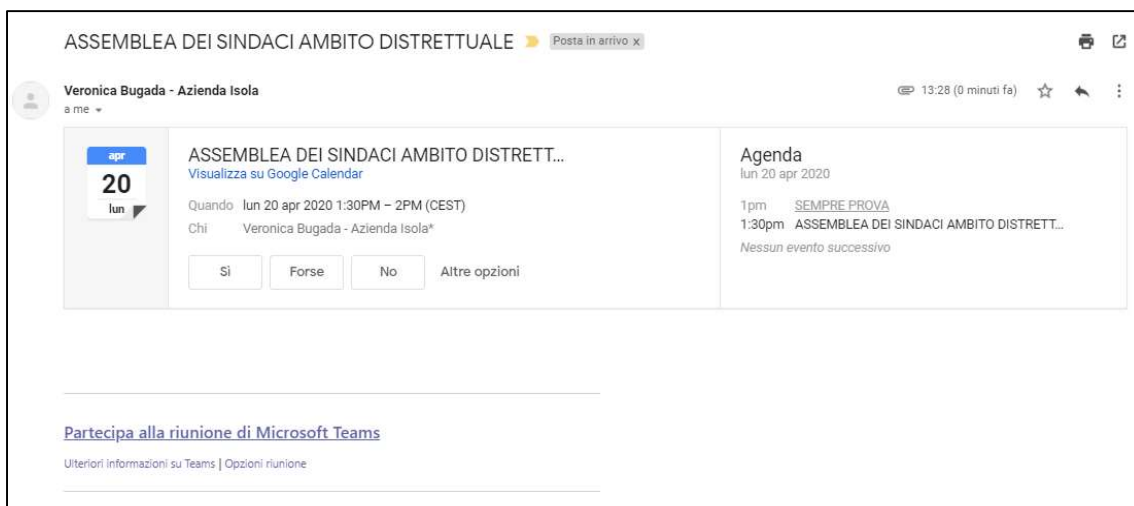 ASSEMBLEA DEI SINDACI AMBITO DISTRETTUALE Posta in arrivo x
Veronica Bugada - Azienda Isola
13:28 (0 minuti fa)
a me
apr
20
lun
ASSEMBLEA DEI SINDACI AMBITO DISTRETT...
Visualizza su Google Calendar
Quando lun 20 apr 2020 1:30PM – 2PM (CEST)
Chi Veronica Bugada - Azienda Isola*
Sì Forse No Altre opzioni
Agenda
lun 20 apr 2020
1pm SEMPRE PROVA
1:30pm ASSEMBLEA DEI SINDACI AMBITO DISTRETT...
Nessun evento successivo
Partecipa alla riunione di Microsoft Teams
Ulteriori informazioni su Teams | Opzioni riunione